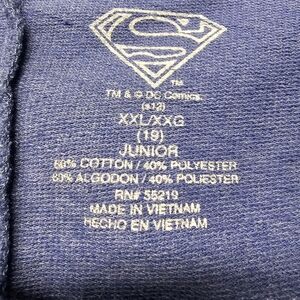 TM
TM & © DC Comics.
(s12)
XXL/XXG
(19)
JUNIOR
60% COTTON / 40% POLYESTER
60% ALGODON / 40% POLIESTER
RN# 55219
MADE IN VIETNAM
HECHO EN VIETNAM